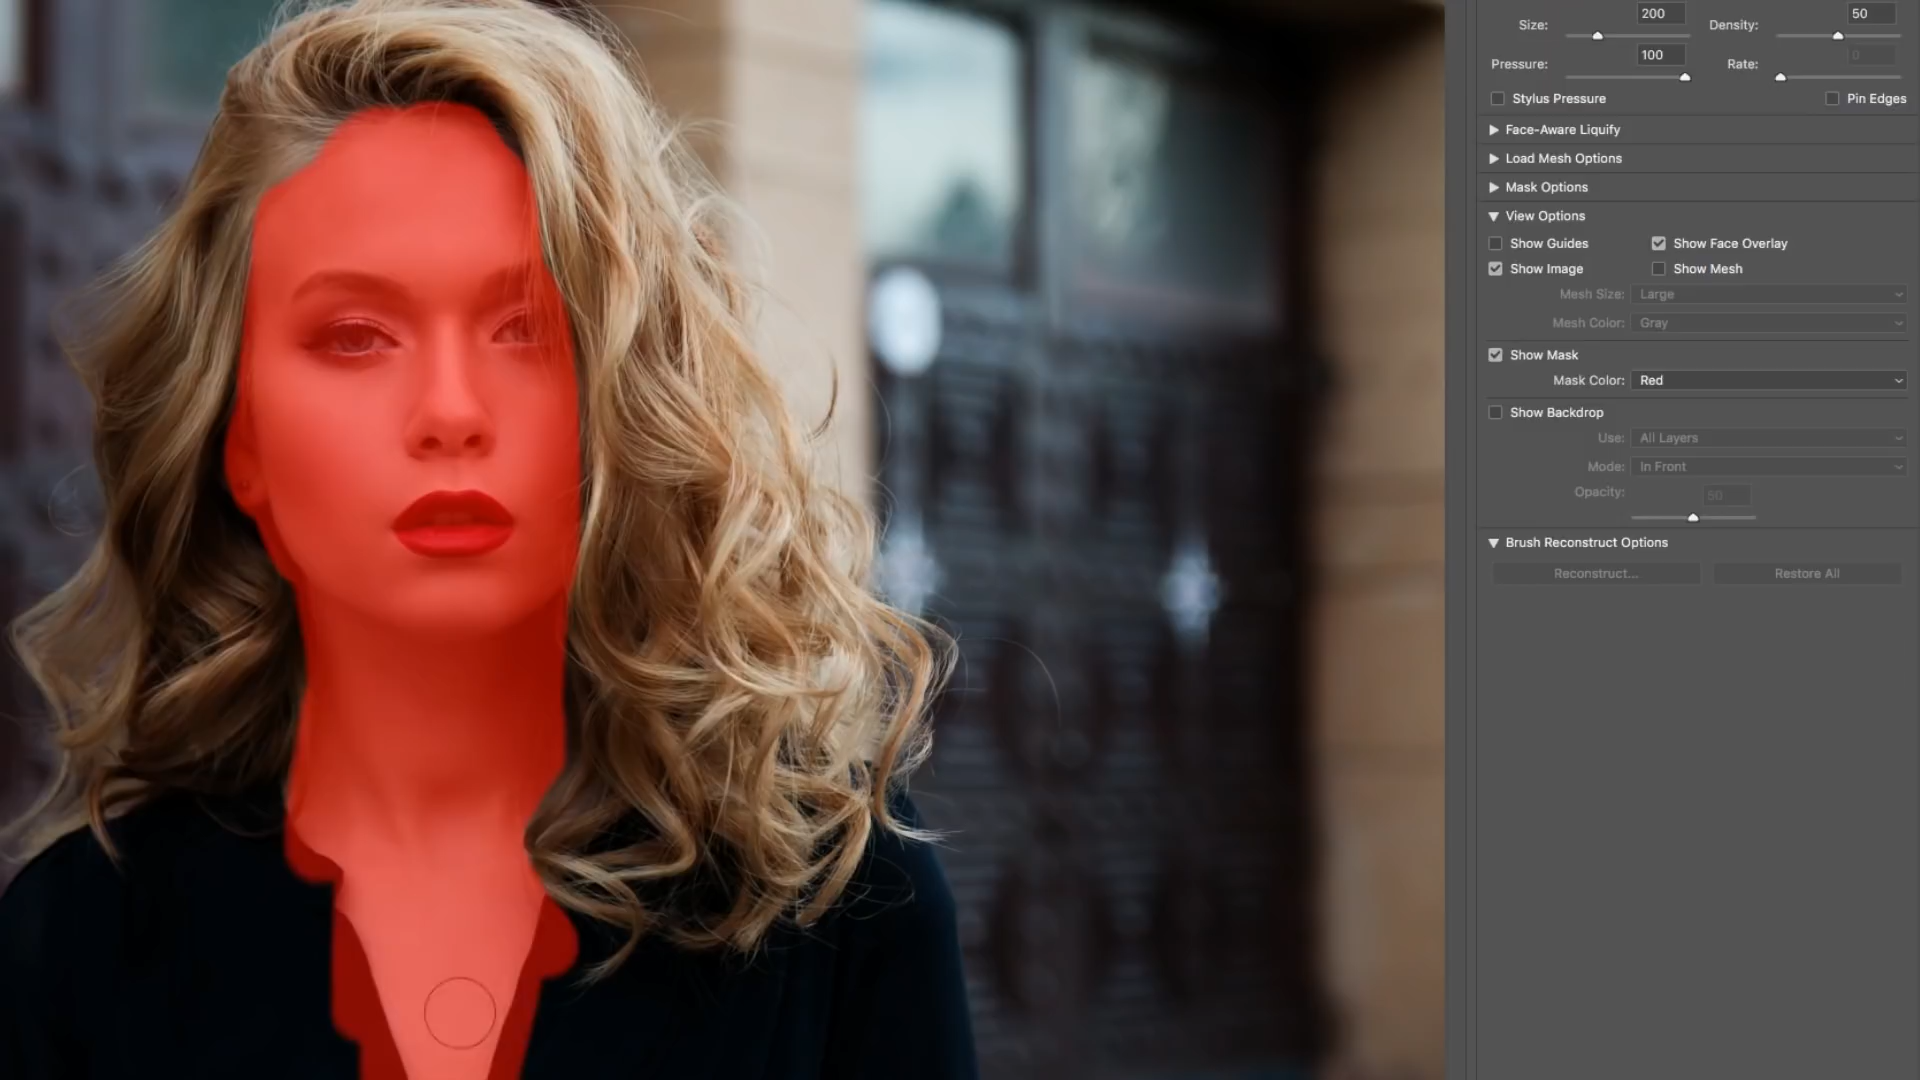 Size: 200 Density: 50
Pressure: 100 Rate: 0
Stylus Pressure Pin Edges
Face-Aware Liquify
Load Mesh Options
Mask Options
View Options
Show Guides Show Face Overlay
Show Image Show Mesh
Mesh Size: Large
Mesh Color: Gray
Show Mask
Mask Color: Red
Show Backdrop
Use: All Layers
Mode: In Front
Opacity: 50
Brush Reconstruct Options
Reconstruct... Restore All